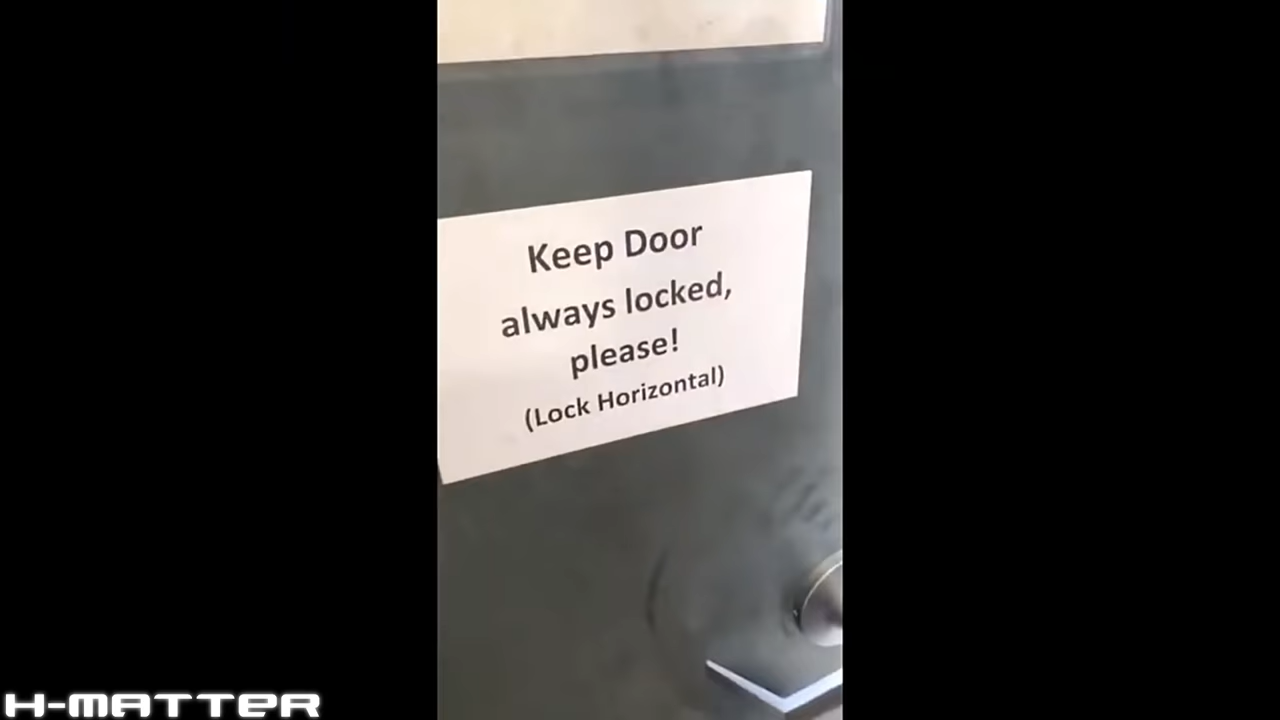 Keep Door
always locked,
please!
(Lock Horizontal)
H-MATTER